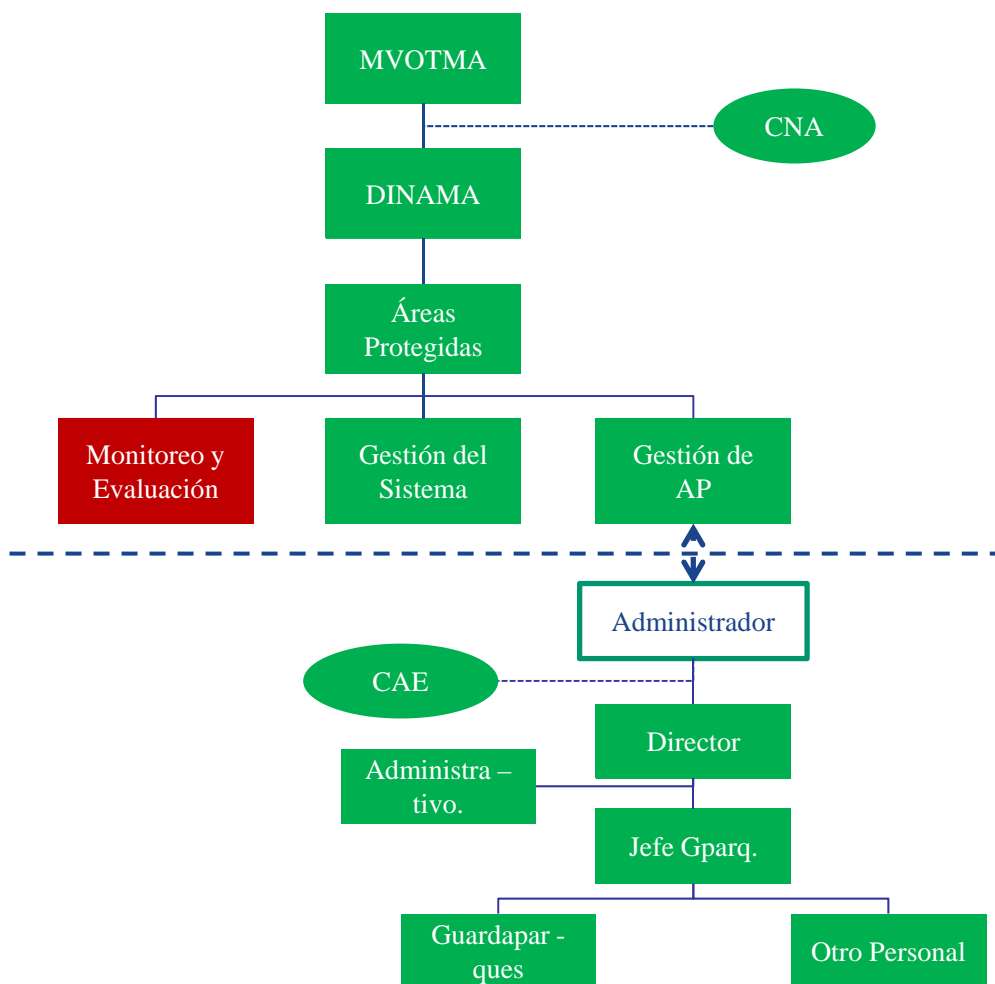 MVOTMA
CNA
DINAMA
Áreas
Protegidas
Monitoreo y
Evaluación
Gestión del
Sistema
Gestión de
AP
Administrador
CAE
Director
Administra –
tivo.
Jefe Gparq.
Guardapar -
ques
Otro Personal